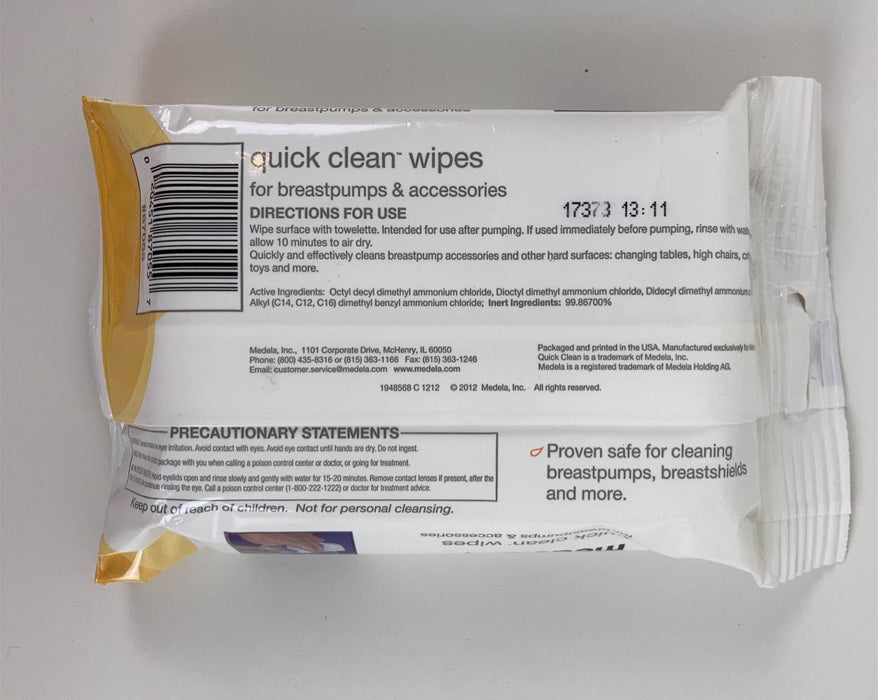 for breastpumps & accessories
quick clean™ wipes
for breastpumps & accessories
17373 13:11
DIRECTIONS FOR USE
Wipe surface with towelette. Intended for use after pumping. If used immediately before pumping, rinse with
allow 10 minutes to air dry.
Quickly and effectively cleans breastpump accessories and other hard surfaces: changing tables, high chairs,
toys and more.
Active Ingredients: Octyl decyl dimethyl ammonium chloride, Dioctyl dimethyl ammonium chloride, Didecyl dimethyl ammonium
Alkyl (C14, C12, C16) dimethyl benzyl ammonium chloride; Inert Ingredients: 99.86700%
Medela, Inc., 1101 Corporate Drive, McHenry, IL 60050
Phone: (800) 435-8316 or (815) 363-1166 Fax: (815) 363-1246
Email: customer.service@medela.com www.medela.com
Packaged and printed in the USA. Manufactured exclusively for
Quick Clean is a trademark of Medela, Inc.
Medela is a registered trademark of Medela Holding AG.
1948568 C 1212 © 2012 Medela, Inc. All rights reserved.
PRECAUTIONARY STATEMENTS
eye irritation. Avoid contact with eyes. Avoid eye contact until hands are dry. Do not ingest.
package with you when calling a poison control center or doctor, or going for treatment.
Hold eyelids open and rinse slowly and gently with water for 15-20 minutes. Remove contact lenses if present, after the
rinsing the eye. Call a poison control center (1-800-222-1222) or doctor for treatment advice.
Keep out of reach of children. Not for personal cleansing.
Proven safe for cleaning
breastpumps, breastshields
and more.
quick clean™ wipes
breastpumps & accessories